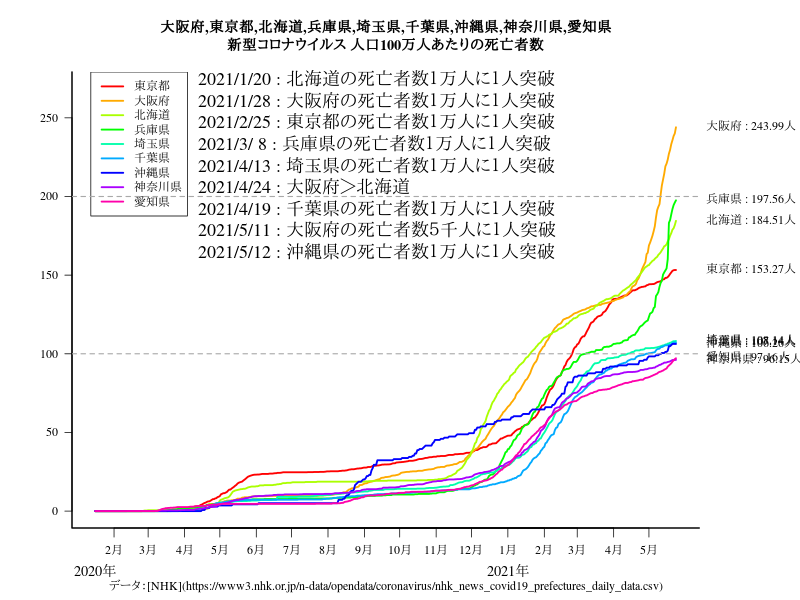 大阪府,東京都,北海道,兵庫県,埼玉県,千葉県,沖縄県,神奈川県,愛知県
新型コロナウイルス 人口100万人あたりの死亡者数
東京都
大阪府
北海道
兵庫県
埼玉県
千葉県
沖縄県
神奈川県
愛知県
2021/1/20 : 北海道の死亡者数1万人に1人突破
2021/1/28 : 大阪府の死亡者数1万人に1人突破
2021/2/25 : 東京都の死亡者数1万人に1人突破
2021/3/ 8 : 兵庫県の死亡者数1万人に1人突破
2021/4/13 : 埼玉県の死亡者数1万人に1人突破
2021/4/24 : 大阪府＞北海道
2021/4/19 : 千葉県の死亡者数1万人に1人突破
2021/5/11 : 大阪府の死亡者数5千人に1人突破
2021/5/12 : 沖縄県の死亡者数1万人に1人突破
250
200
150
100
50
0
大阪府 : 243.99人
兵庫県 : 197.56人
北海道 : 184.51人
東京都 : 153.27人
愛知県 :
神奈川県 :
2月 3月 4月 5月 6月 7月 8月 9月 10月 11月 12月 1月 2月 3月 4月 5月
2020年 2021年
データ：[NHK](https://www3.nhk.or.jp/n-data/opendata/coronavirus/nhk_news_covid19_prefectures_daily_data.csv)